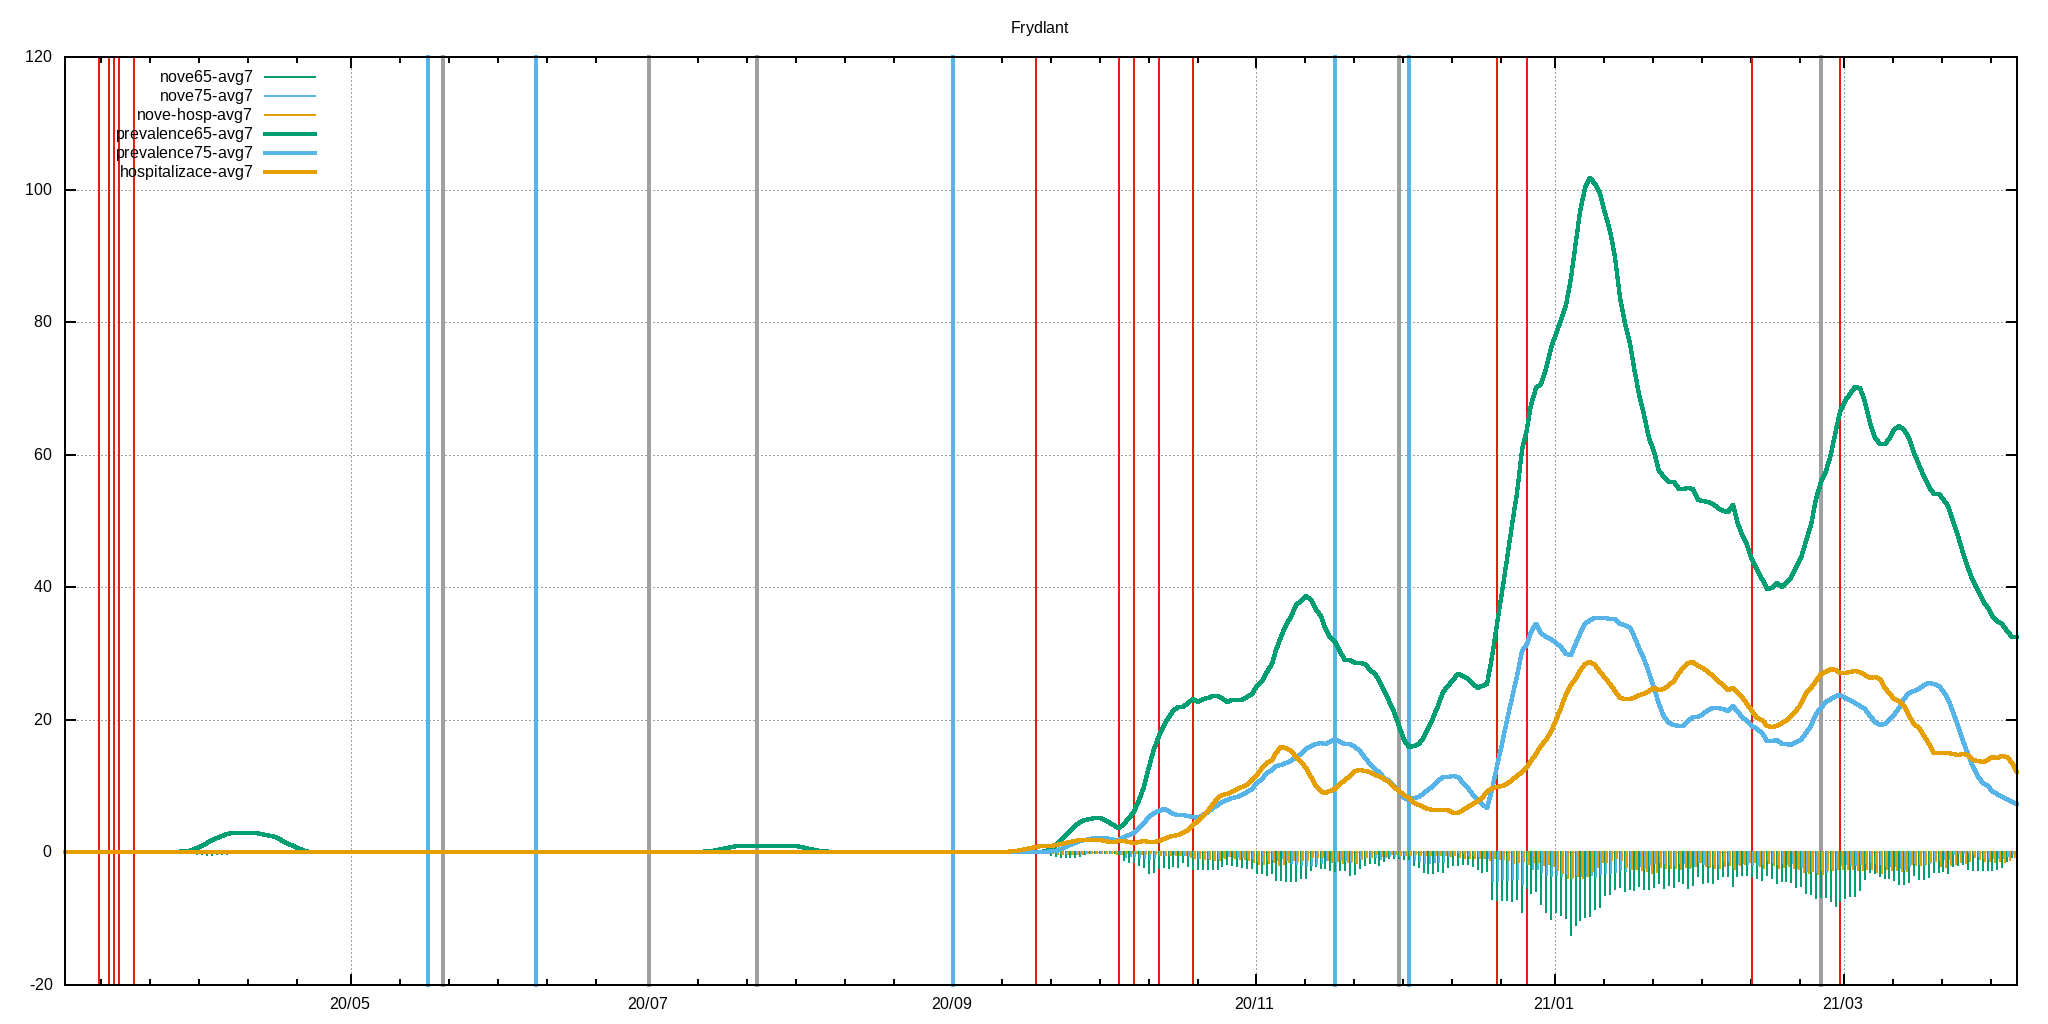 Frydlant
120
100
80
60
40
20
0
-20
nove65-avg7
nove75-avg7
nove-hosp-avg7
prevalence65-avg7
prevalence75-avg7
hospitalizace-avg7
20/05
20/07
20/09
20/11
21/01
21/03